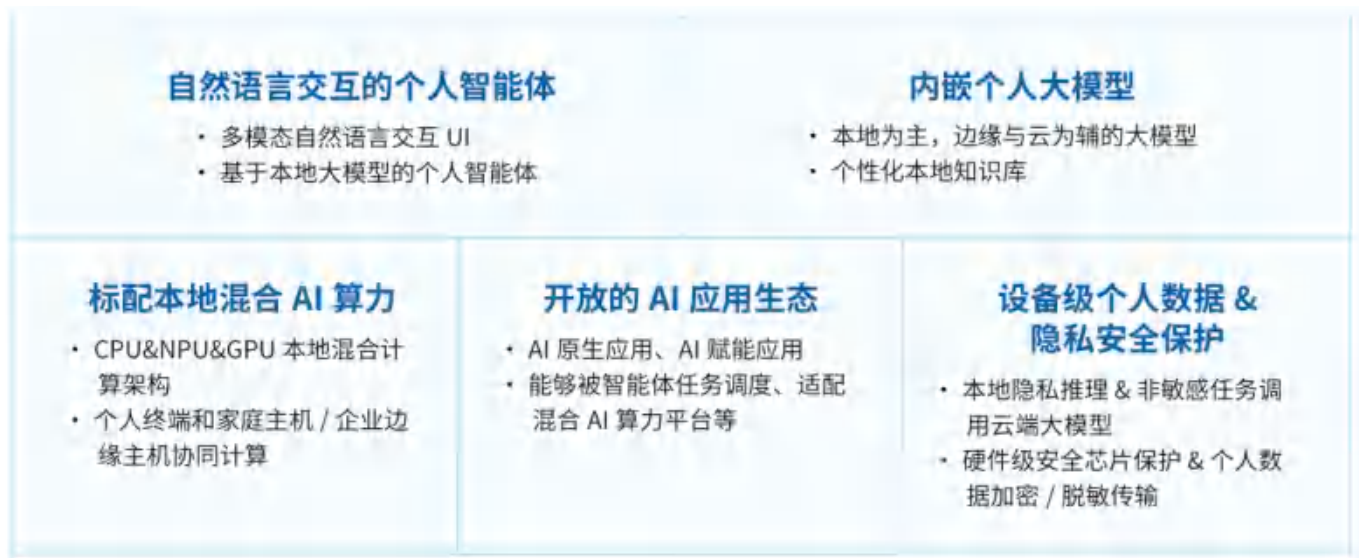 自然语言交互的个人智能体
· 多模态自然语言交互 UI
· 基于本地大模型的个人智能体
内嵌个人大模型
· 本地为主，边缘与云为辅的大模型
· 个性化本地知识库
标配本地混合 AI 算力
· CPU&NPU&GPU 本地混合计
算架构
· 个人终端和家庭主机 / 企业边
缘主机协同计算
开放的 AI 应用生态
· AI 原生应用、AI 赋能应用
· 能够被智能体任务调度、适配
混合 AI 算力平台等
设备级个人数据 &
隐私安全保护
· 本地隐私推理 & 非敏感任务调
用云端大模型
· 硬件级安全芯片保护 & 个人数
据加密 / 脱敏传输